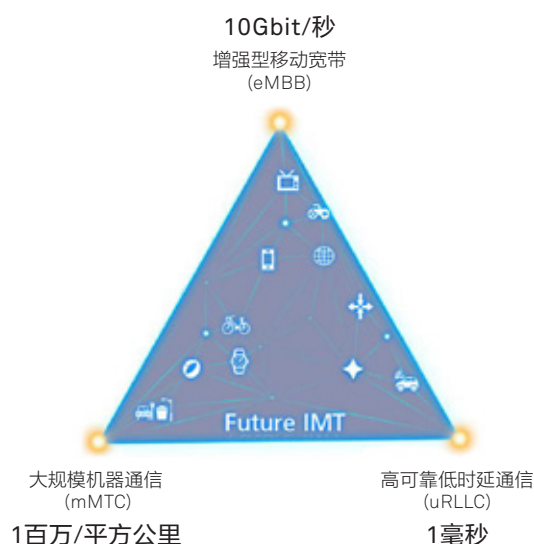 10Gbit/秒
增强型移动宽带
(eMBB)
Future IMT
大规模机器通信
(mMTC)
1百万/平方公里
高可靠低时延通信
(uRLLC)
1毫秒